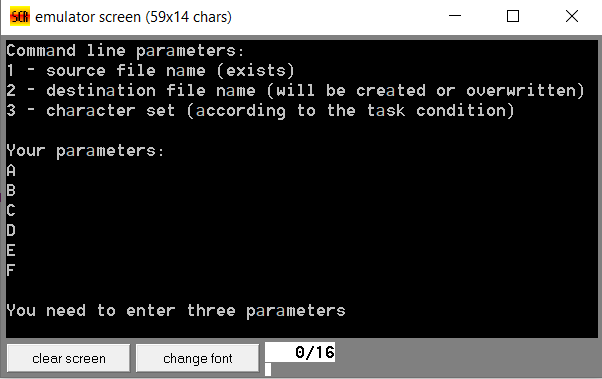 emulator screen (59x14 chars)
Command line parameters:
1 - source file name (exists)
2 - destination file name (will be created or overwritten)
3 - character set (according to the task condition)
Your parameters:
A
B
C
D
E
F
You need to enter three parameters
clear screen
change font
0/16